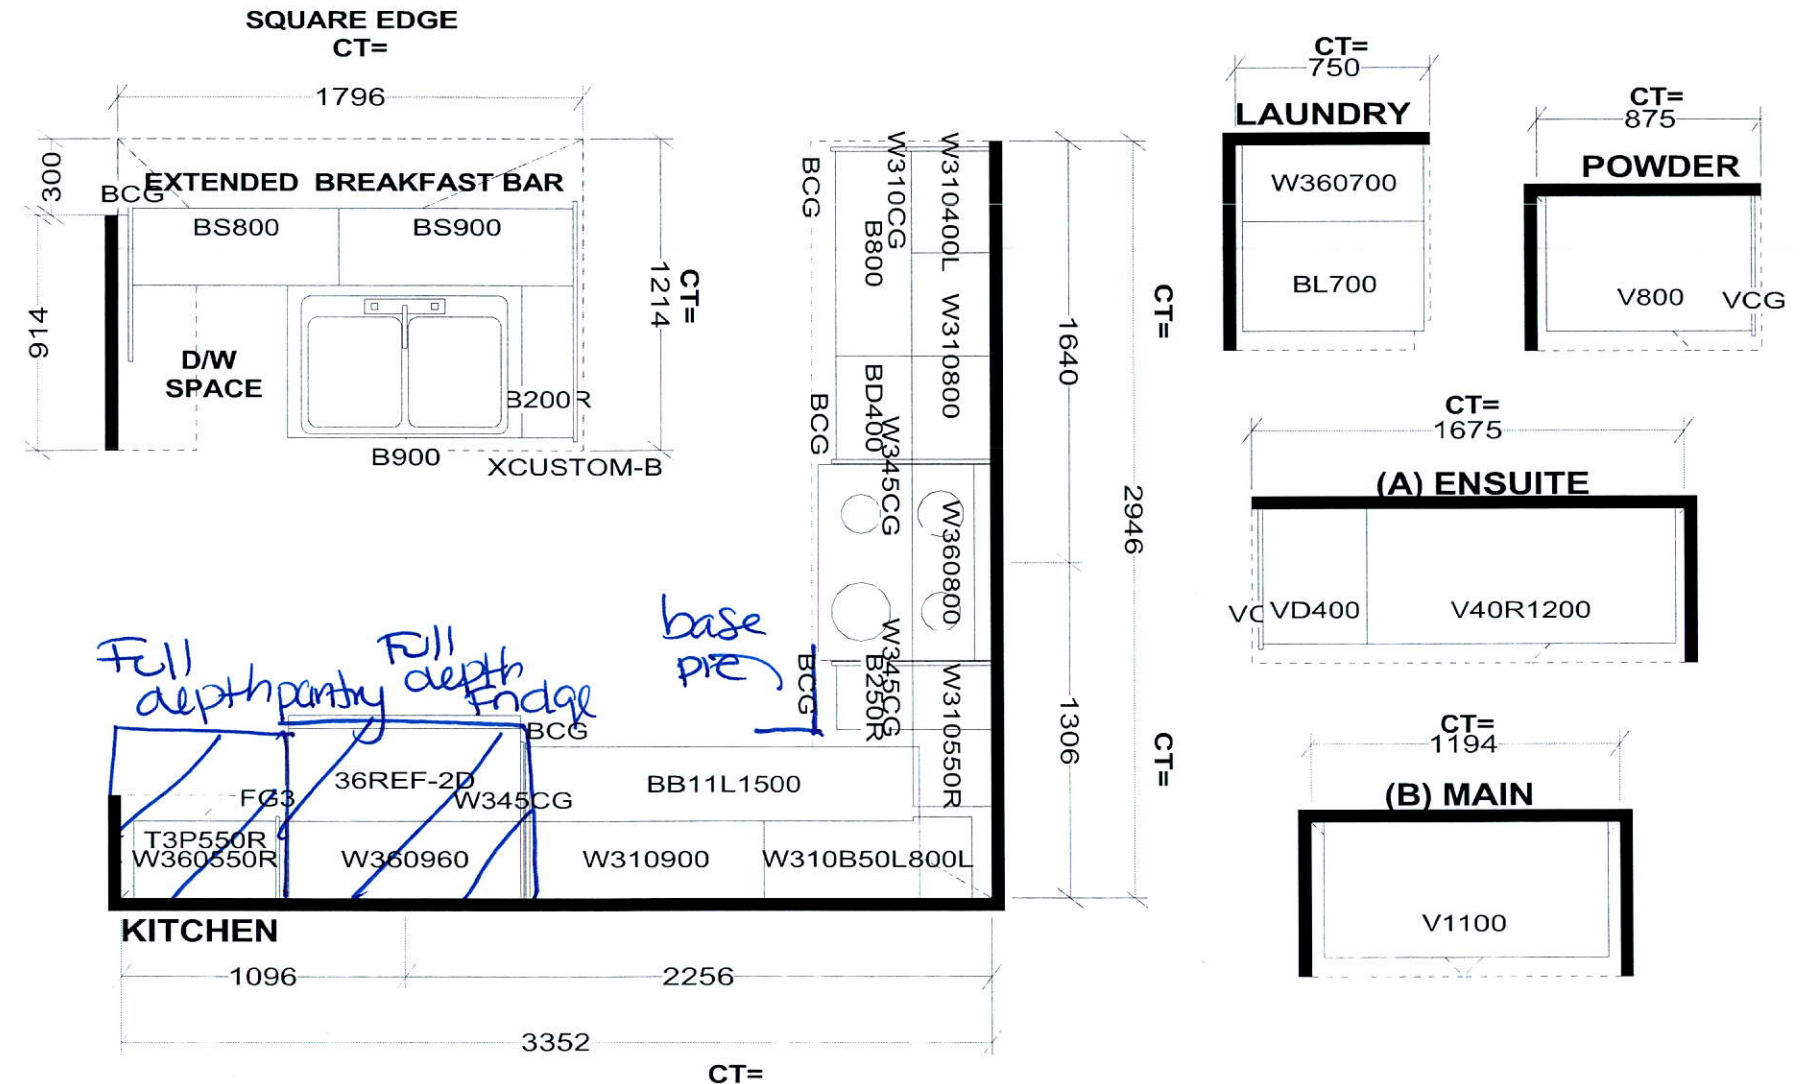 SQUARE EDGE
CT=
1796
300
BCG
EXTENDED BREAKFAST BAR
BS800
BS900
914
D/W
SPACE
B200R
B900
XCUSTOM-B
1214
CT=
BCG
W310CG
W310400L
B800
W310800
BCG
BD400
W345CG
W360800
1640
2946
CT=
base
BCG
W345CG
B250R
W310550R
1306
CT=
Full
depth pantry
Full
depth
Fridge
BCG
36REF-2D
FG3
W345CG
BB11L1500
T3P550R
W360550R
W360960
W310900
W310B50L800L
KITCHEN
1096
2256
3352
CT=
CT=
750
LAUNDRY
W360700
BL700
CT=
875
POWDER
V800
VCG
CT=
1675
(A) ENSUITE
VC
VD400
V40R1200
CT=
1194
(B) MAIN
V1100